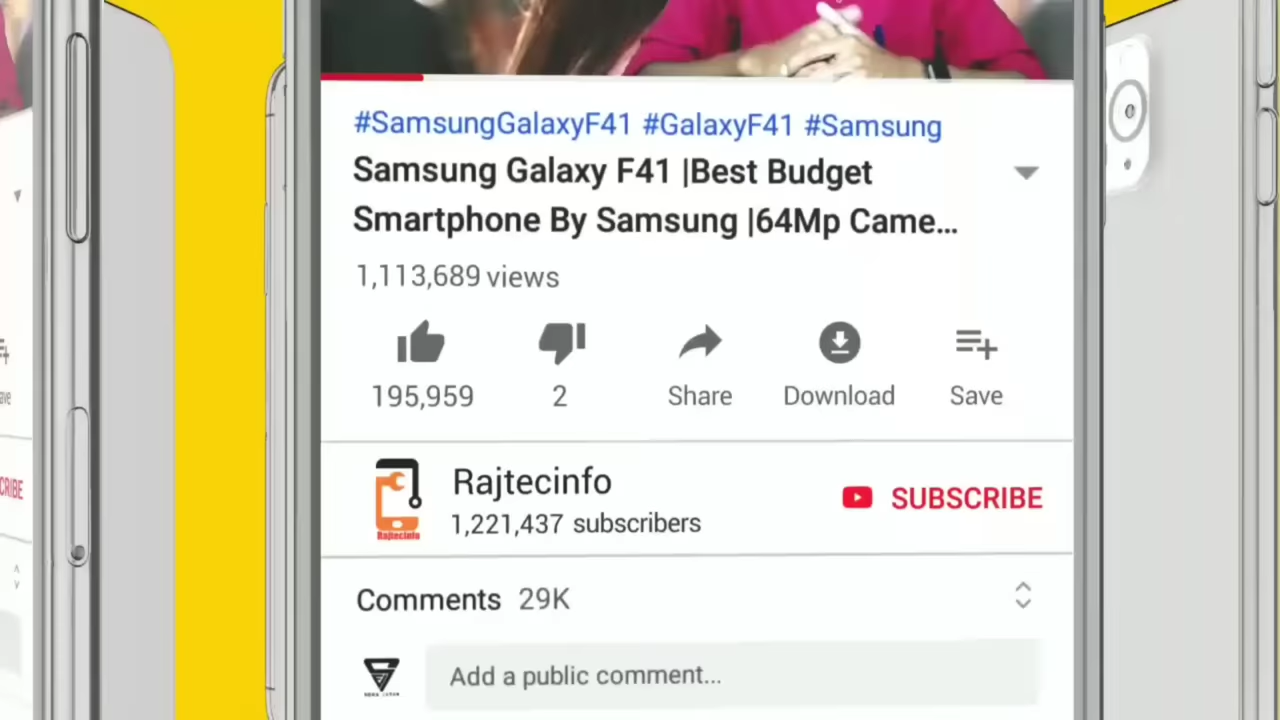 #SamsungGalaxyF41 #GalaxyF41 #Samsung
Samsung Galaxy F41 |Best Budget
Smartphone By Samsung |64Mp Came...
1,113,689 views
195,959 2 Share Download Save
Rajtecinfo
SUBSCRIBE
1,221,437 subscribers
Rajtecinfo
Comments 29K
Add a public comment...